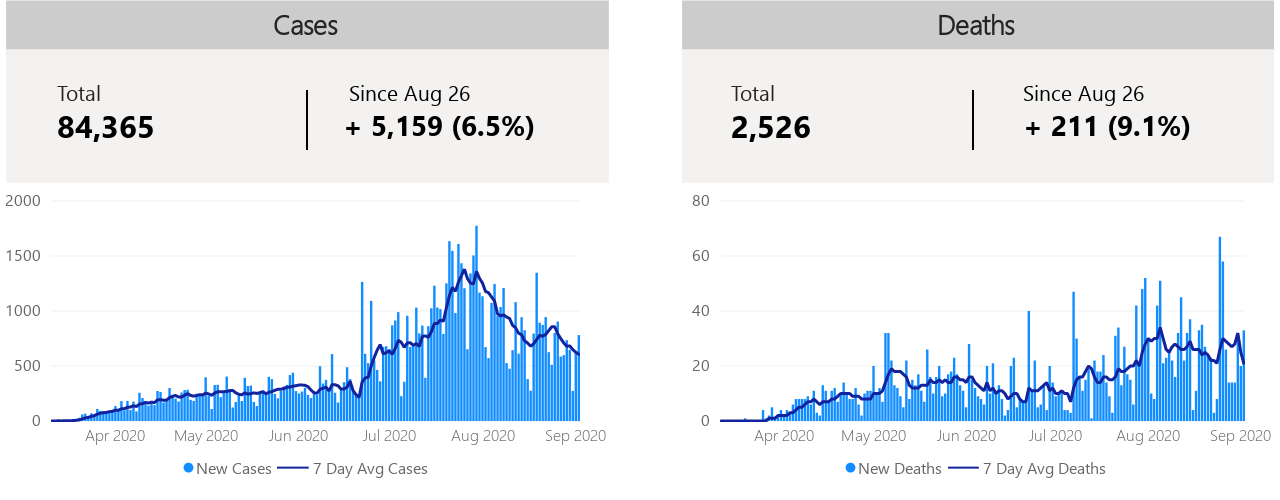 Cases
Total
84,365
Since Aug 26
+ 5,159 (6.5%)
2000
1500
1000
500
0
Apr 2020 May 2020 Jun 2020 Jul 2020 Aug 2020 Sep 2020
New Cases 7 Day Avg Cases
Deaths
Total
2,526
Since Aug 26
+ 211 (9.1%)
80
60
40
20
0
Apr 2020 May 2020 Jun 2020 Jul 2020 Aug 2020 Sep 2020
New Deaths 7 Day Avg Deaths